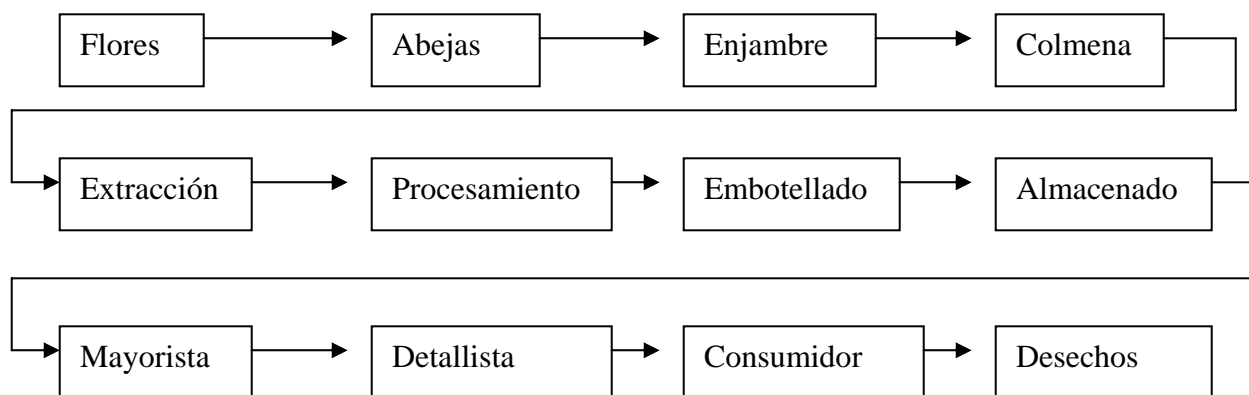 Flores Abejas Enjambre Colmena
Extracción Procesamiento Embotellado Almacenado
Mayorista Detallista Consumidor Desechos